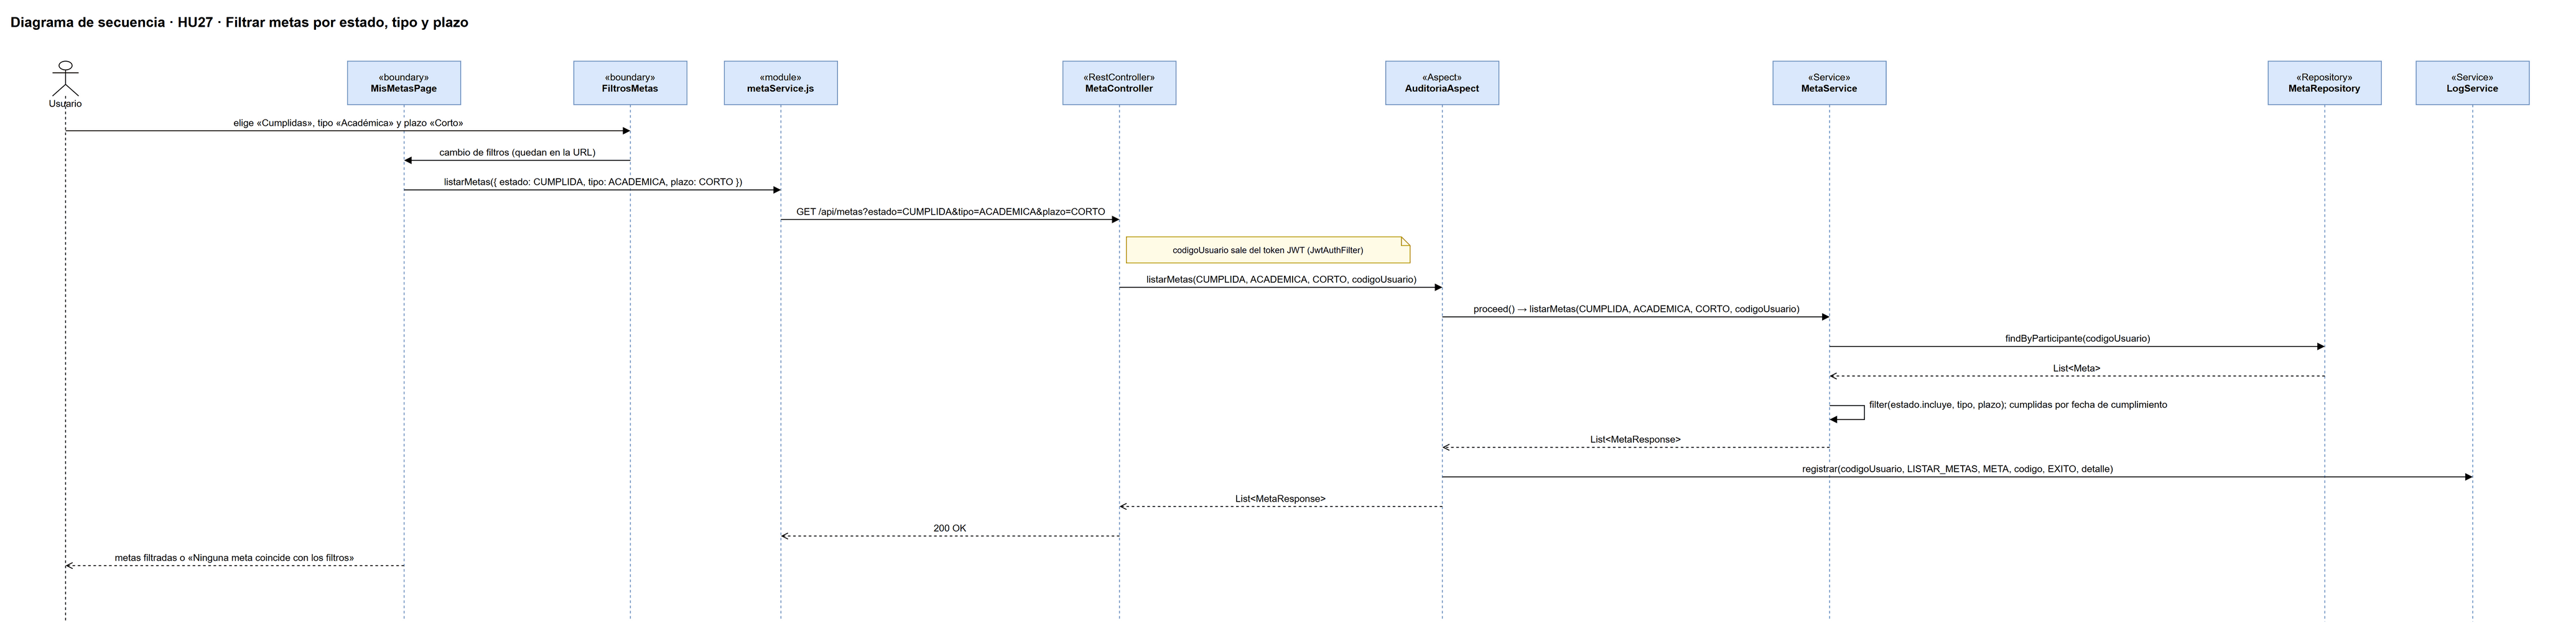 Diagrama de secuencia · HU27 · Filtrar metas por estado, tipo y plazo
Usuario
«boundary»
MisMetasPage
«boundary»
FiltrosMetas
«module»
metaService.js
«RestController»
MetaController
«Aspect»
AuditoriaAspect
«Service»
MetaService
«Repository»
MetaRepository
«Service»
LogService
elige «Cumplidas», tipo «Académica» y plazo «Corto»
cambio de filtros (quedan en la URL)
listarMetas({ estado: CUMPLIDA, tipo: ACADEMICA, plazo: CORTO })
GET /api/metas?estado=CUMPLIDA&tipo=ACADEMICA&plazo=CORTO
codigoUsuario sale del token JWT (JwtAuthFilter)
listarMetas(CUMPLIDA, ACADEMICA, CORTO, codigoUsuario)
proceed() → listarMetas(CUMPLIDA, ACADEMICA, CORTO, codigoUsuario)
findByParticipante(codigoUsuario)
List<Meta>
filter(estado.incluye, tipo, plazo); cumplidas por fecha de cumplimiento
List<MetaResponse>
registrar(codigoUsuario, LISTAR_METAS, META, codigo, EXITO, detalle)
List<MetaResponse>
200 OK
metas filtradas o «Ninguna meta coincide con los filtros»